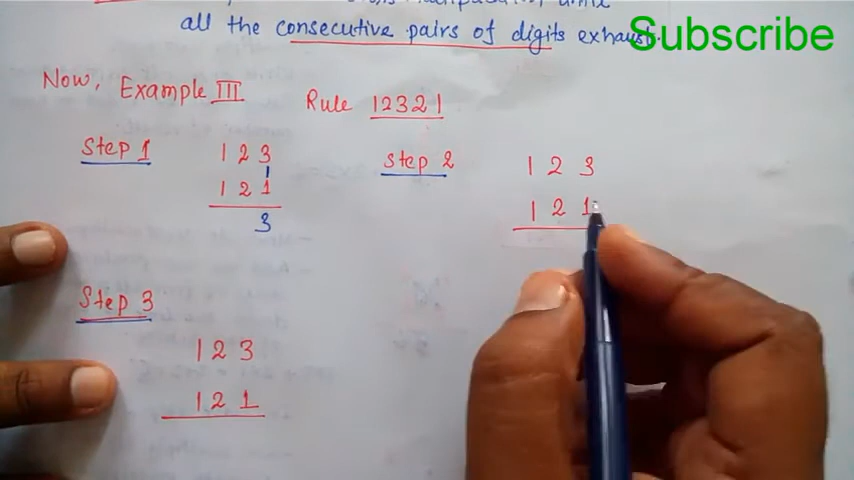 all the consecutive pairs of digits exhaust.
Subscribe
Now, Example III
Rule 12321
Step 1
1 2 3
1 2 1
3
Step 2
1 2 3
1 2 1
Step 3
1 2 3
1 2 1